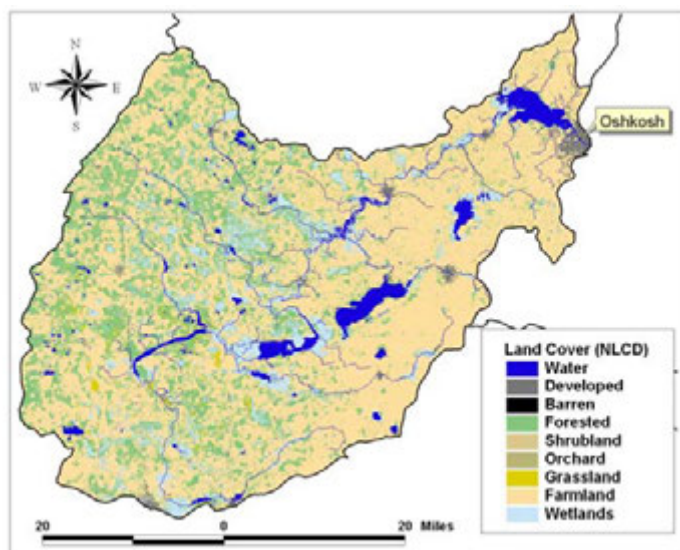 N
W E
S
Oshkosh
Land Cover (NLCD)
Water
Developed
Barren
Forested
Shrubland
Orchard
Grassland
Farmland
Wetlands
20 0 20 Miles